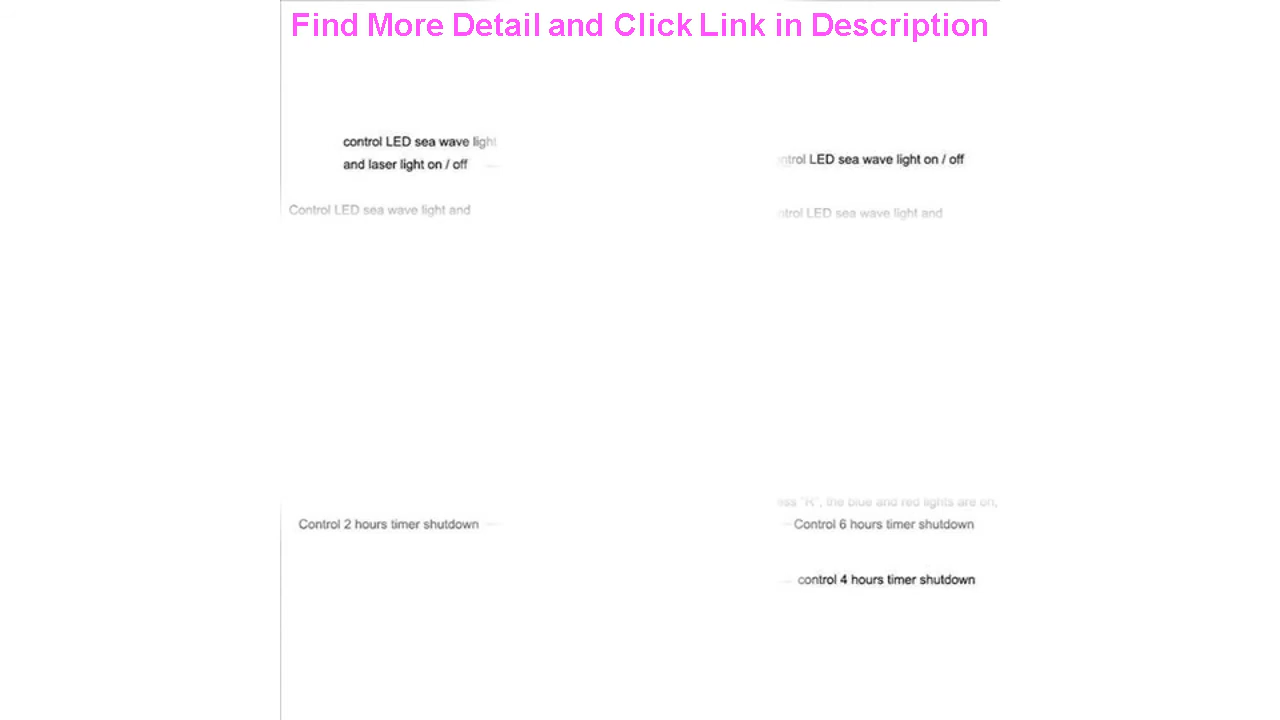 Find More Detail and Click Link in Description
control LED sea wave light
and laser light on / off
LED sea wave light on / off
Control LED sea wave light and
LED sea wave light and
"R", the blue and red lights are on,
Control 2 hours timer shutdown
Control 6 hours timer shutdown
control 4 hours timer shutdown